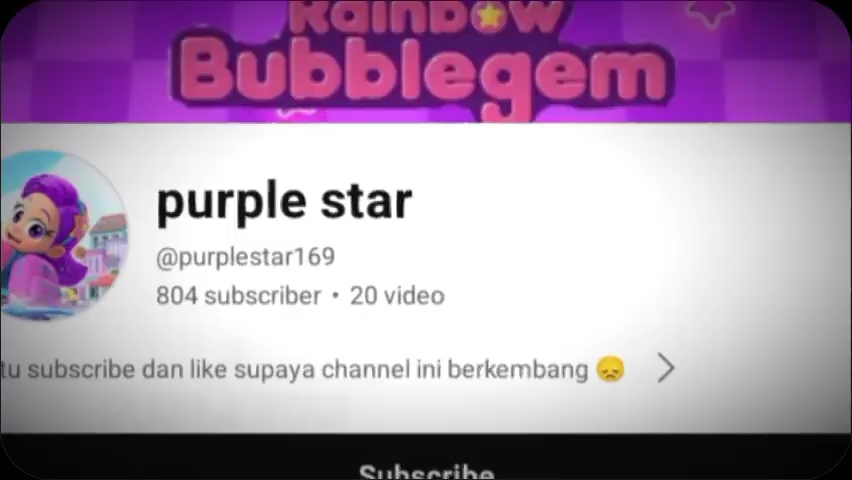 Rainbow
Bubblegem
purple star
@purplestar169
804 subscriber • 20 video
tu subscribe dan like supaya channel ini berkembang 😞
Subscribe